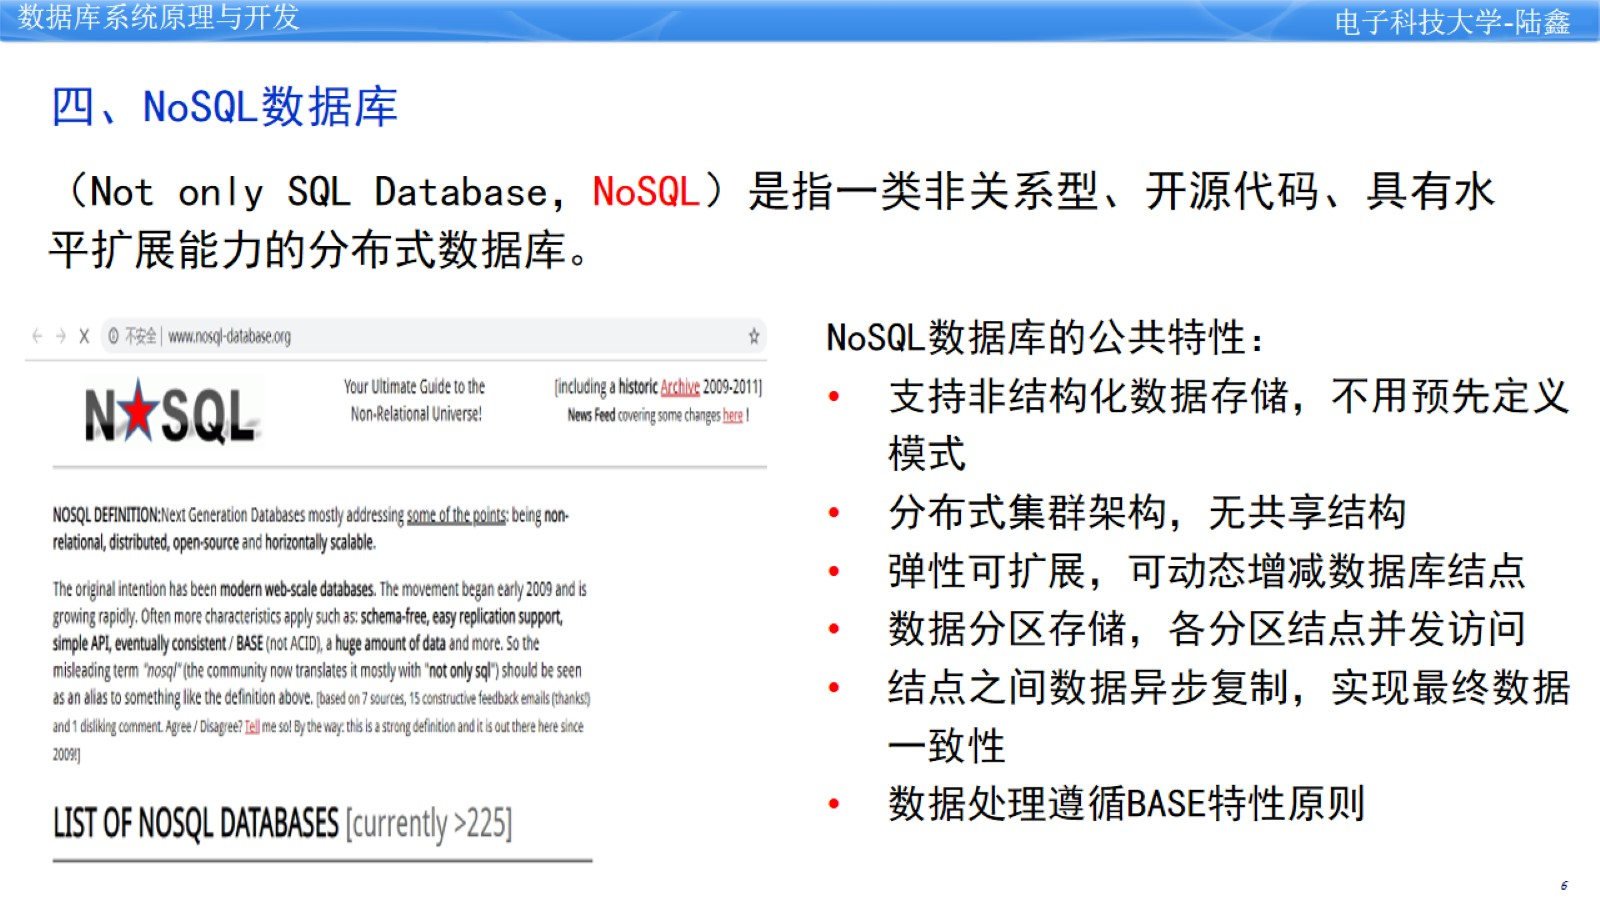 数据库系统原理与开发
电子科技大学-陆鑫
四、NoSQL数据库
（Not only SQL Database，NoSQL）是指一类非关系型、开源代码、具有水
平扩展能力的分布式数据库。
不安全 | www.nosql-database.org
NOSQL
Your Ultimate Guide to the
Non-Relational Universe!
[including a historic Archive 2009-2011]
News Feed covering some changes here !
NOSQL DEFINITION:Next Generation Databases mostly addressing some of the points: being non-
relational, distributed, open-source and horizontally scalable.
The original intention has been modern web-scale databases. The movement began early 2009 and is
growing rapidly. Often more characteristics apply such as: schema-free, easy replication support,
simple API, eventually consistent / BASE (not ACID), a huge amount of data and more. So the
misleading term "nosql" (the community now translates it mostly with "not only sql") should be seen
as an alias to something like the definition above. [based on 7 sources, 15 constructive feedback emails (thanks!)
and 1 disliking comment. Agree / Disagree? Tell me so! By the way: this is a strong definition and it is out there here since
2009!]
LIST OF NOSQL DATABASES [currently >225]
NoSQL数据库的公共特性：
• 支持非结构化数据存储，不用预先定义
模式
• 分布式集群架构，无共享结构
• 弹性可扩展，可动态增减数据库结点
• 数据分区存储，各分区结点并发访问
• 结点之间数据异步复制，实现最终数据
一致性
• 数据处理遵循BASE特性原则
6